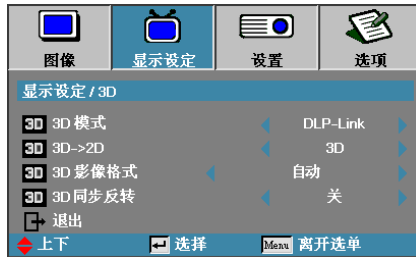 图像 显示设定 设置 选项
显示设定 / 3D
3D 3D 模式 DLP-Link
3D 3D->2D 3D
3D 3D 影像格式 自动
3D 3D 同步反转 关
退出
上下 选择 Menu 离开选单